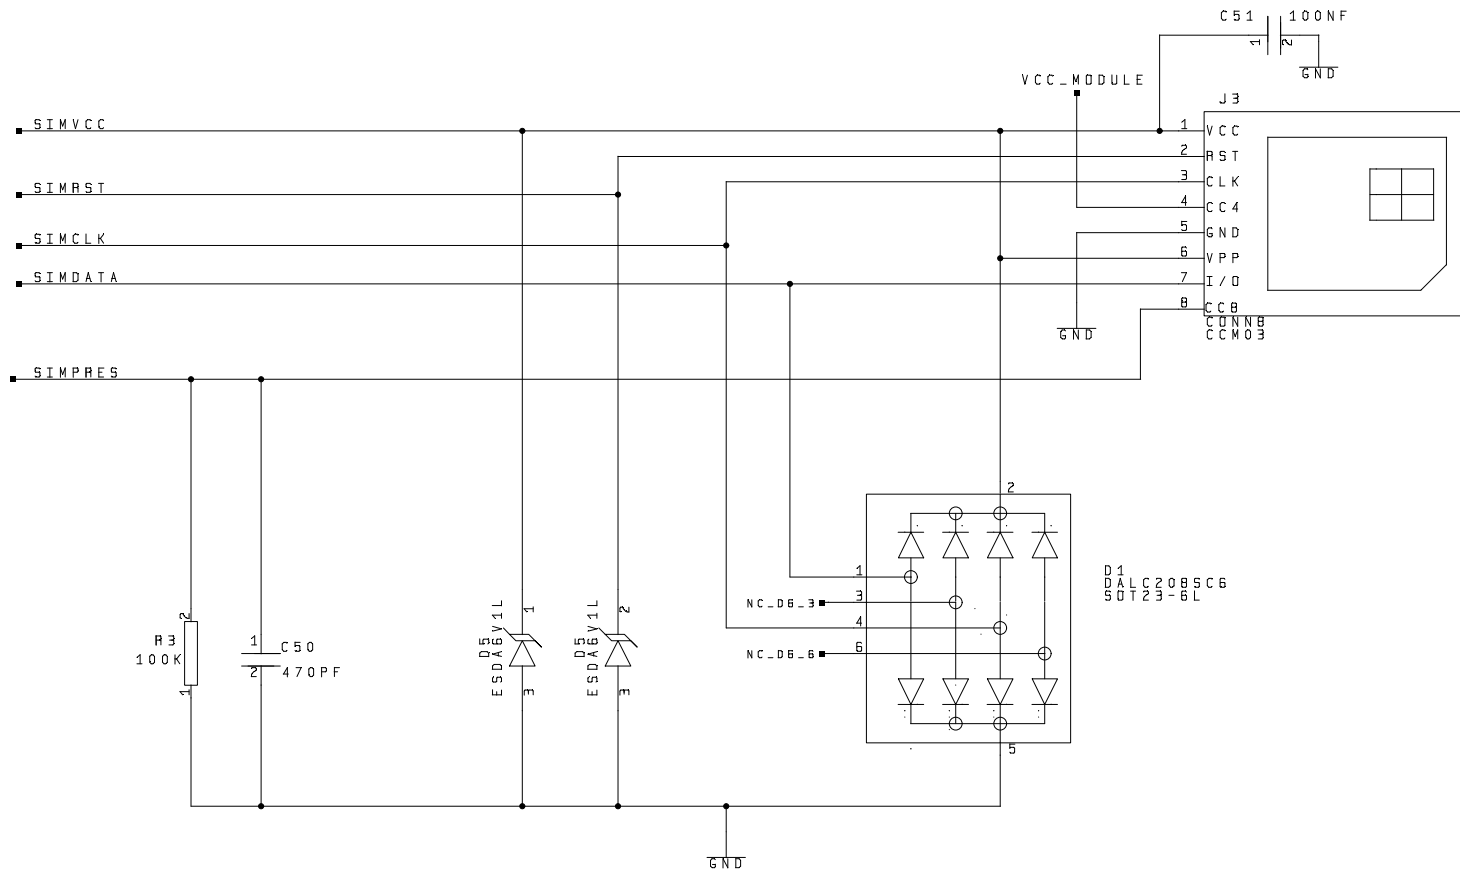 C51 100NF
1 2
GND
VCC_MODULE
J3
SIMVCC
1 VCC
2 RST
SIMRST
3 CLK
4 CC4
SIMCLK
5 GND
6 VPP
SIMDATA
7 I/O
8 CC8
CONN8
CCM03
GND
SIMPRES
2
D1
DALC208SC6
SOT23-6L
1
NC_D6_3 3
4
NC_D6_6 6
5
2
R3
100K
1
1
C50
2 470PF
D5
ESDA6V1L
1
3
D5
ESDA6V1L
2
3
GND